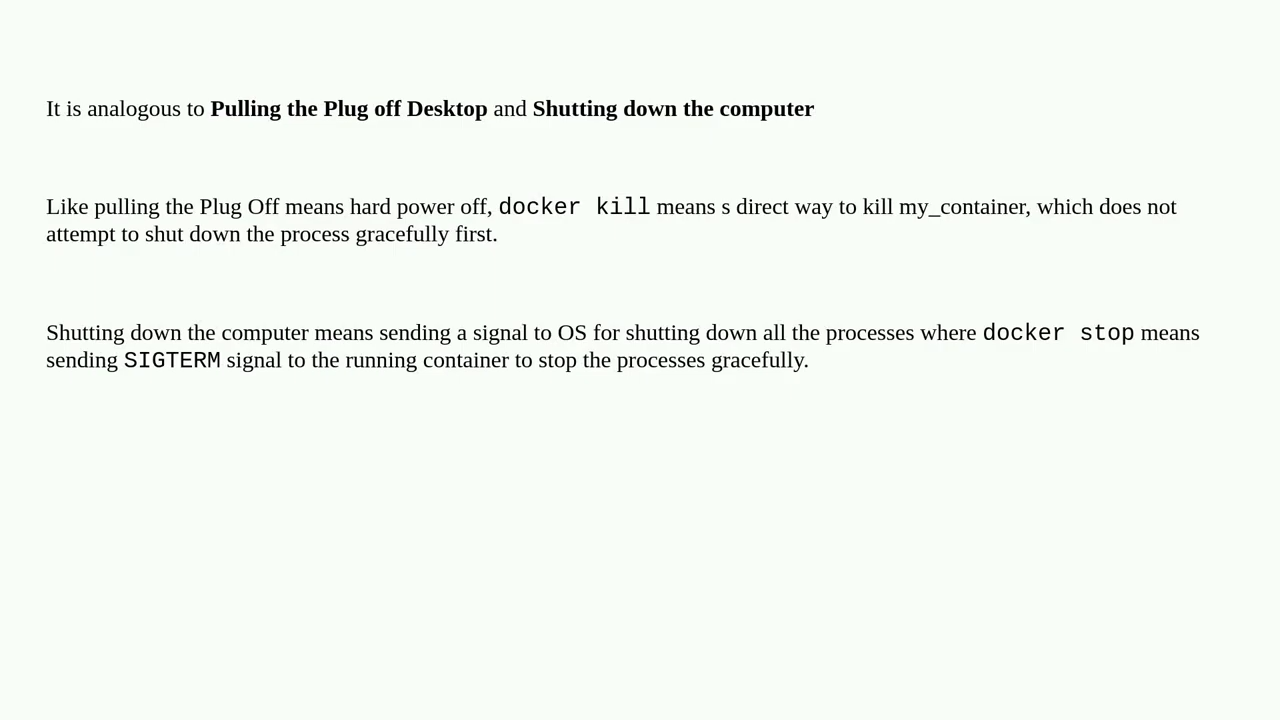 It is analogous to Pulling the Plug off Desktop and Shutting down the computer
Like pulling the Plug Off means hard power off, docker kill means s direct way to kill my_container, which does not
attempt to shut down the process gracefully first.
Shutting down the computer means sending a signal to OS for shutting down all the processes where docker stop means
sending SIGTERM signal to the running container to stop the processes gracefully.